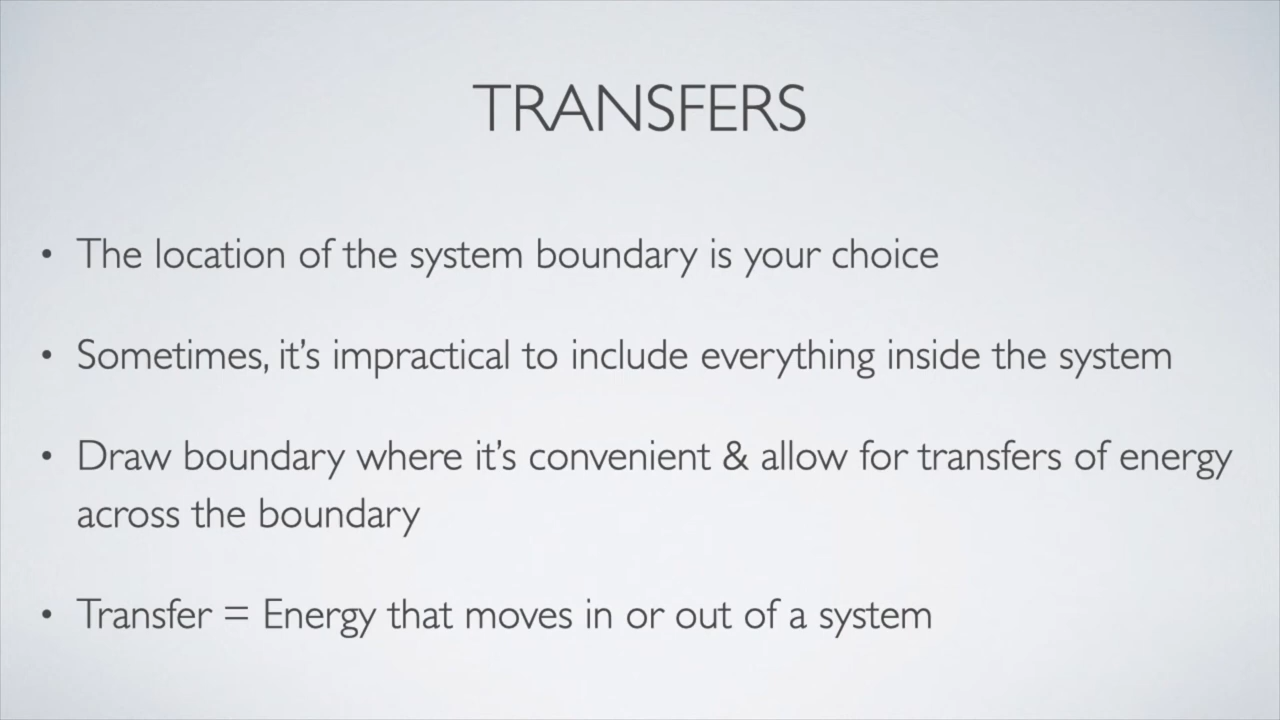 TRANSFERS
• The location of the system boundary is your choice
• Sometimes, it’s impractical to include everything inside the system
• Draw boundary where it’s convenient & allow for transfers of energy
across the boundary
• Transfer = Energy that moves in or out of a system